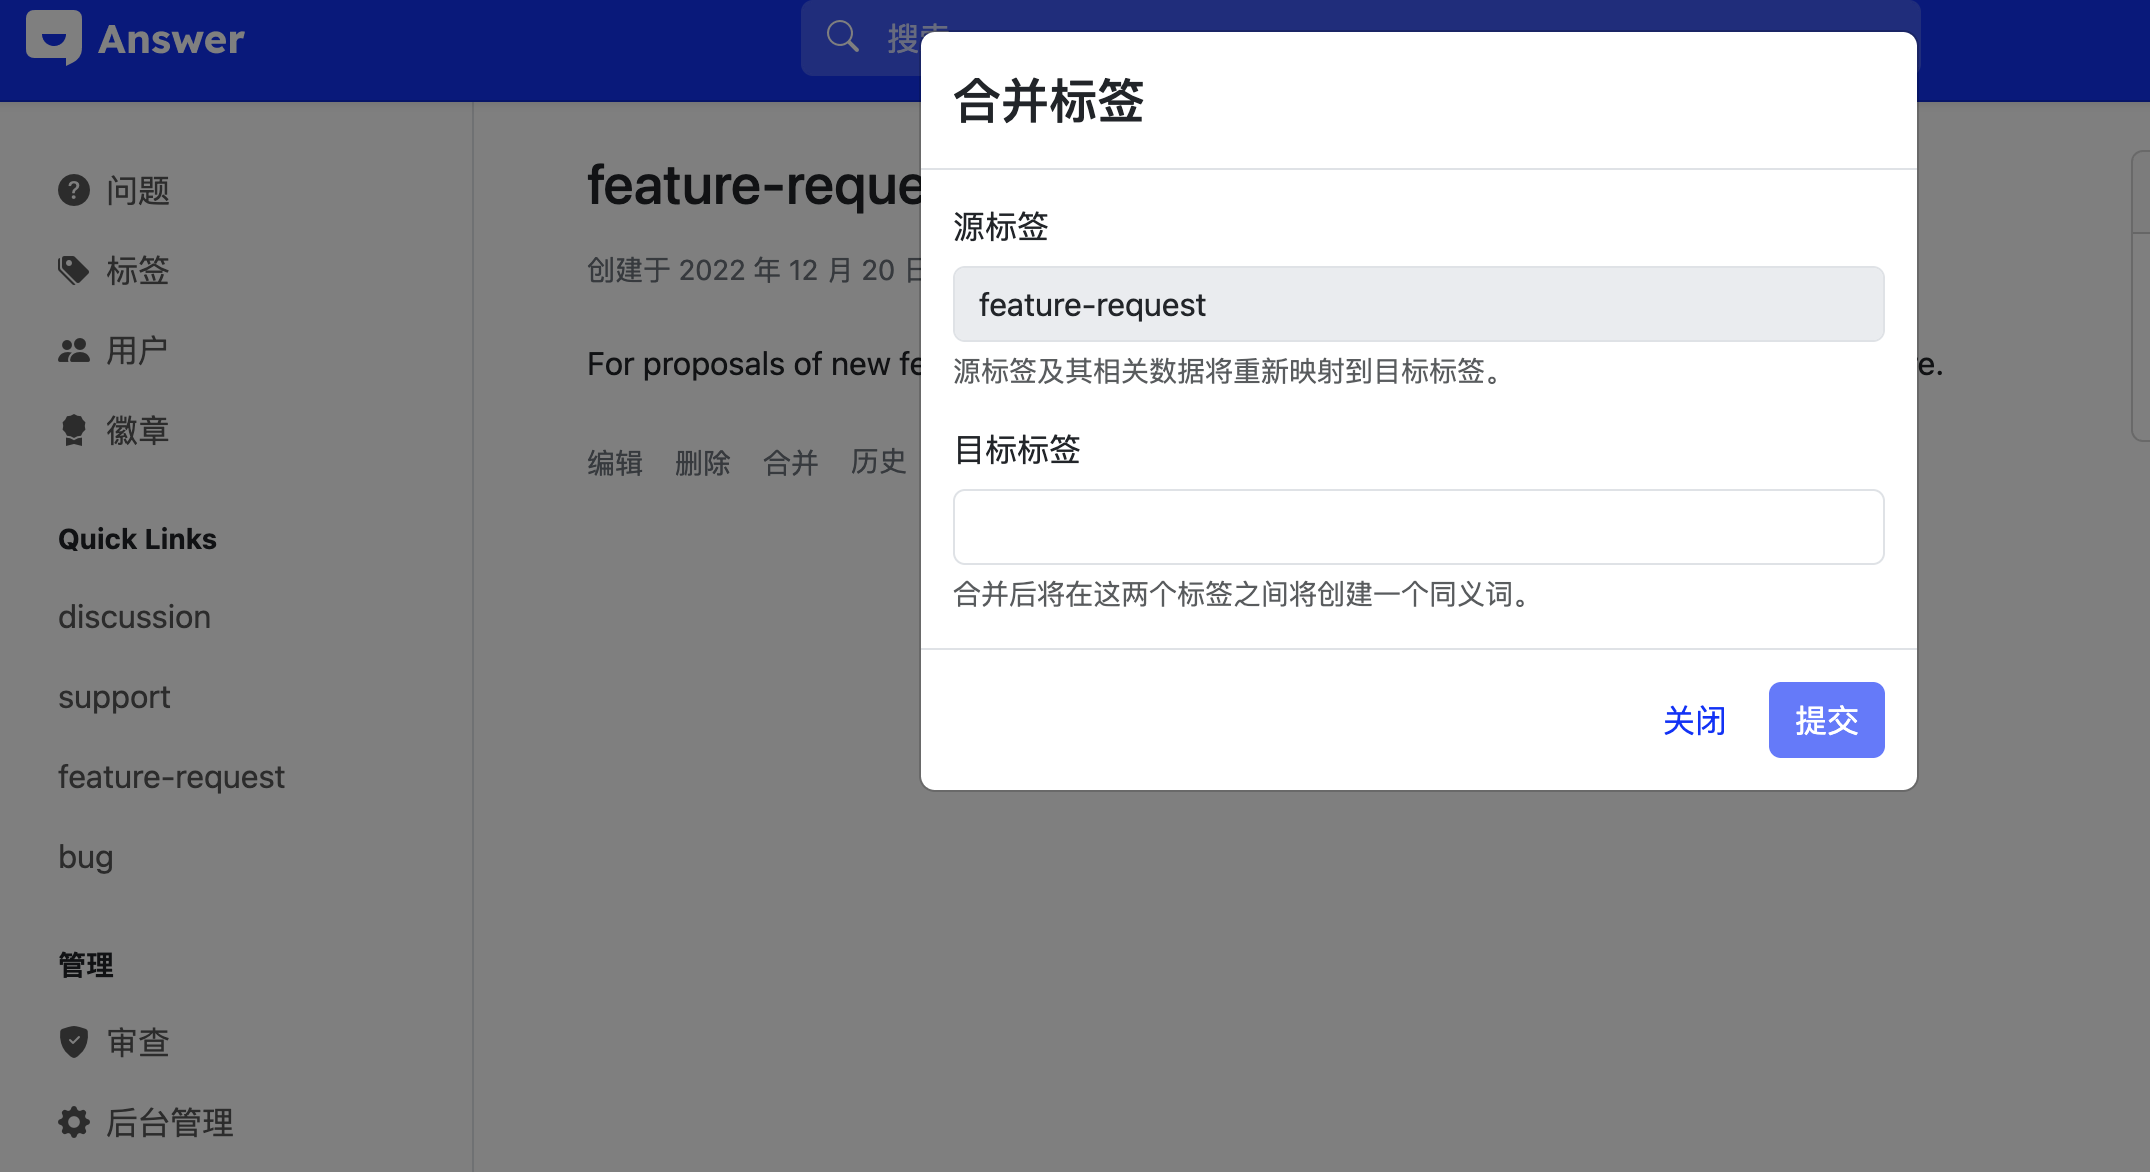 Answer
搜索
问题
标签
用户
徽章
Quick Links
discussion
support
feature-request
bug
管理
审查
后台管理
feature-reque
创建于 2022 年 12 月 20 日
For proposals of new fe
e.
编辑 删除 合并 历史
合并标签
源标签
feature-request
源标签及其相关数据将重新映射到目标标签。
目标标签
合并后将在这两个标签之间将创建一个同义词。
关闭 提交